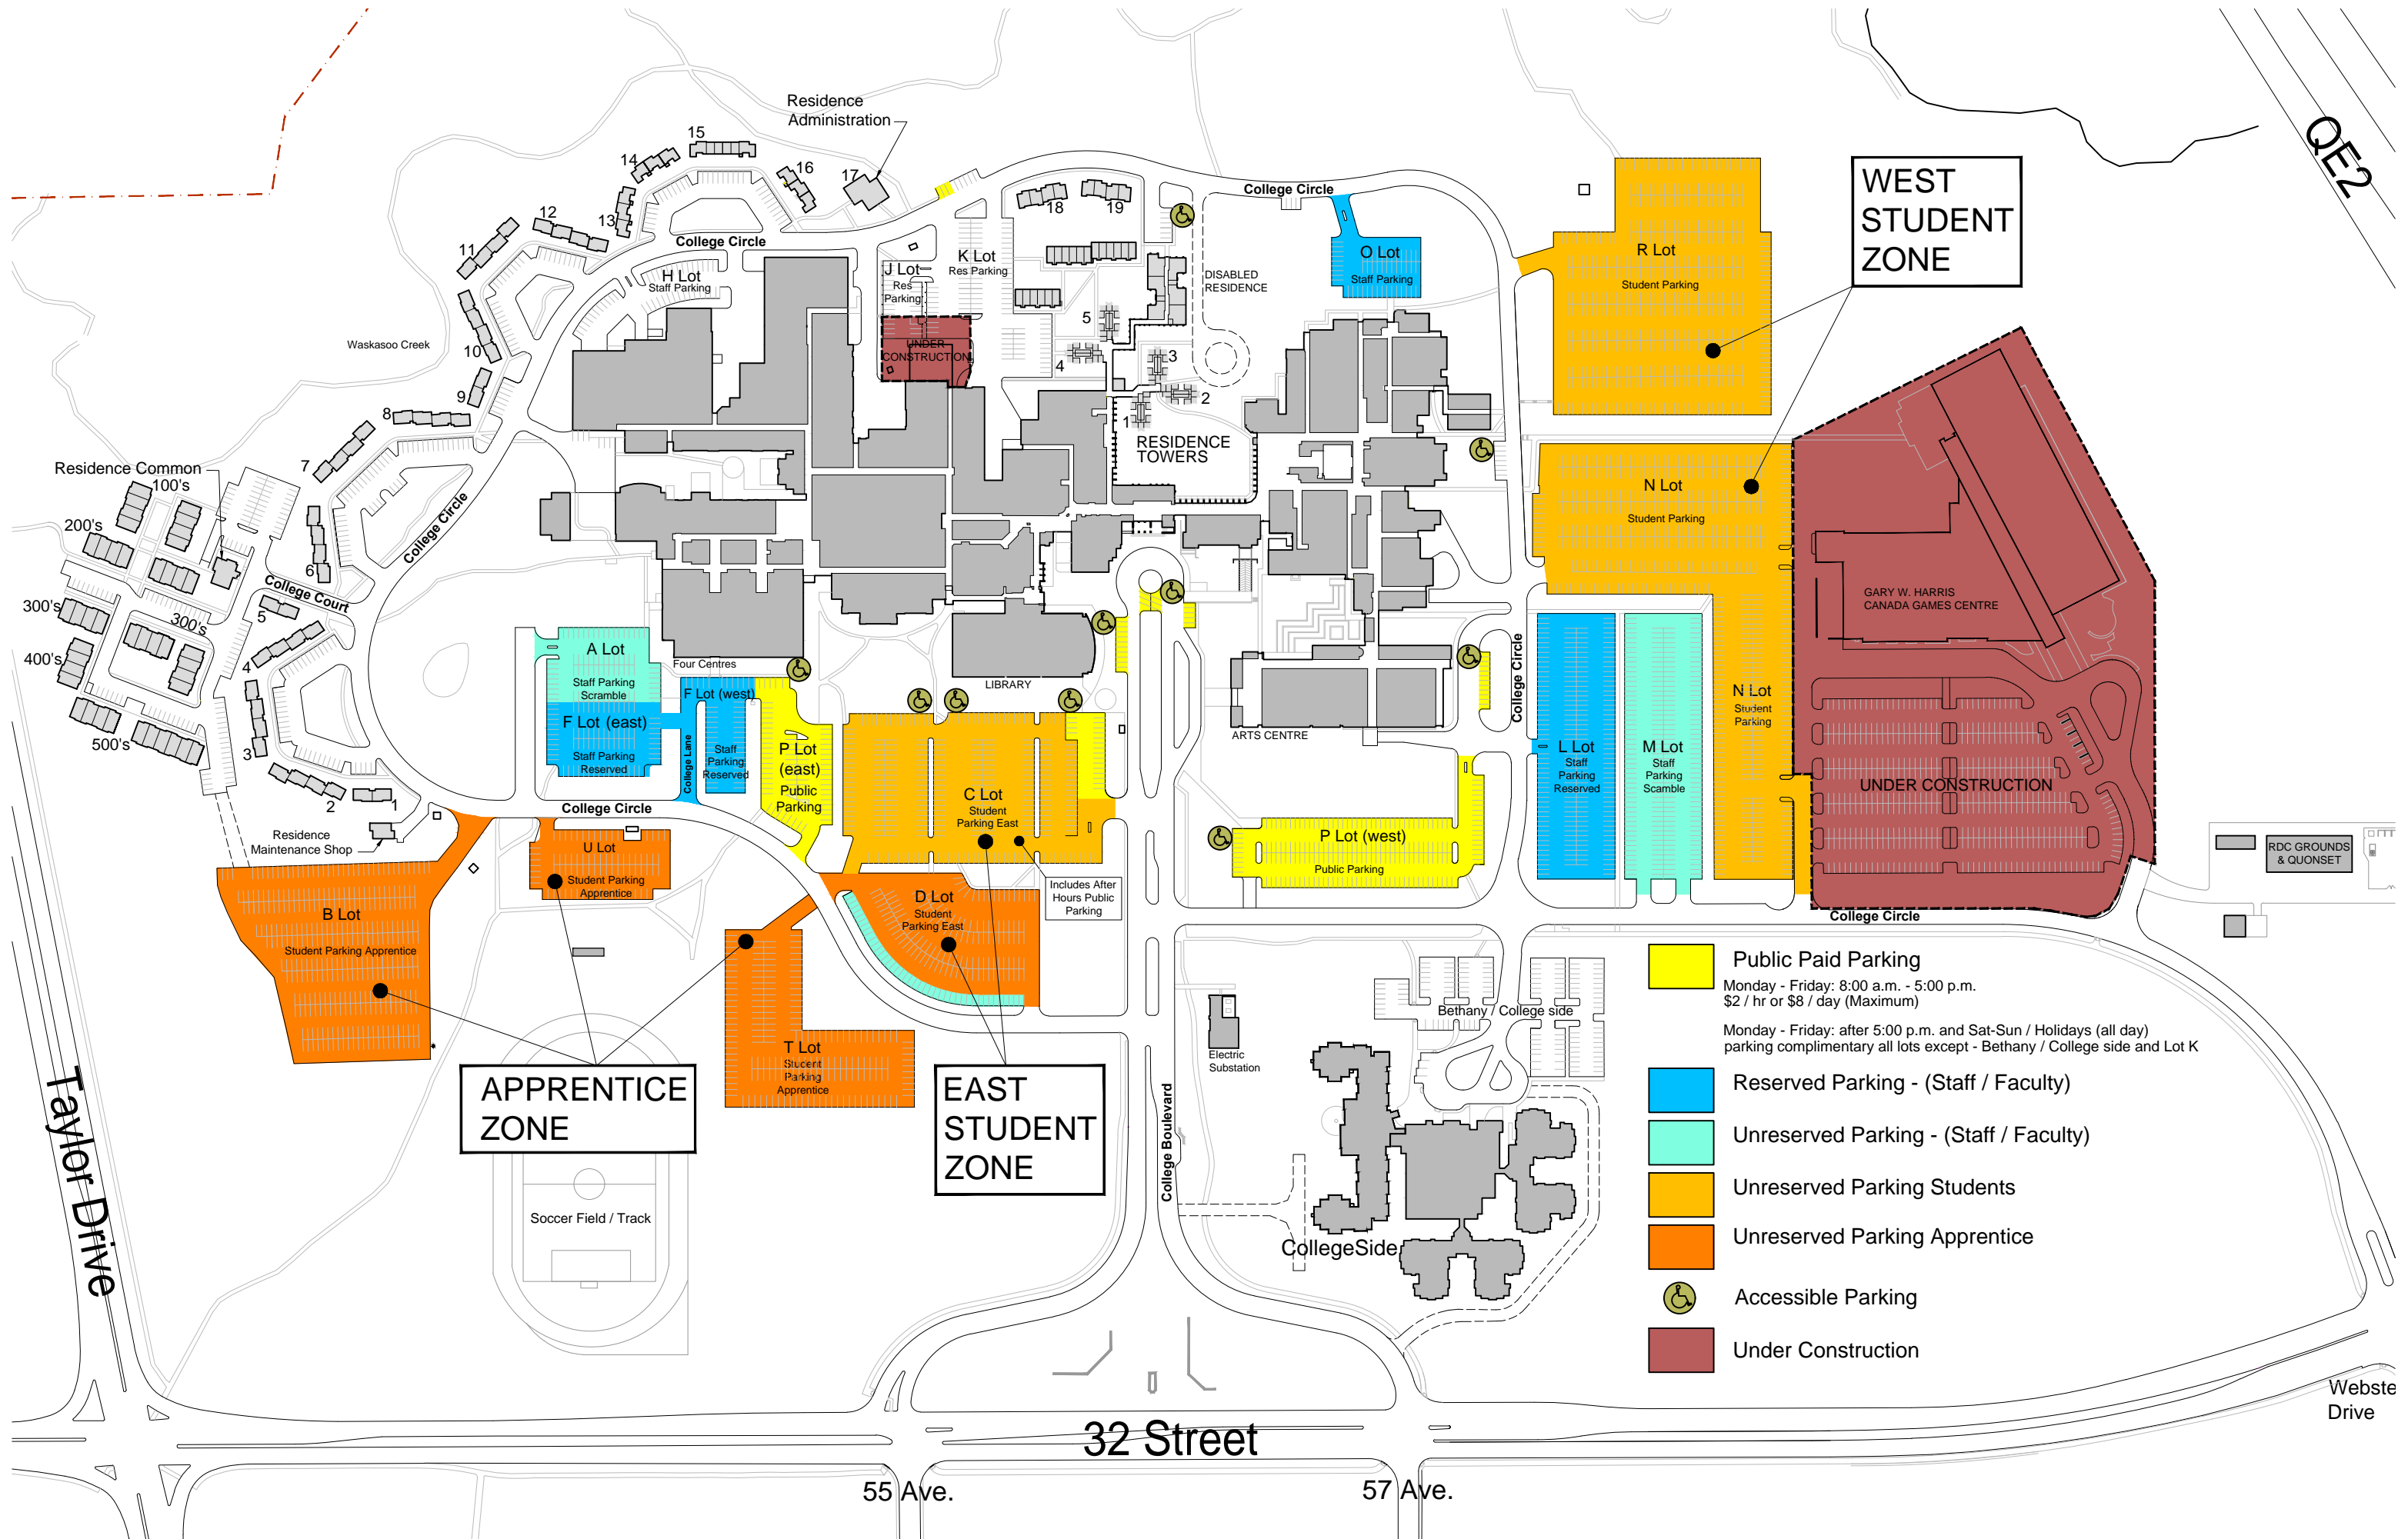 Residence
Administration
15
14
16
17
13
12
11
College Circle
H Lot
Staff Parking
J Lot
Res
Parking
K Lot
Res Parking
18
19
College Circle
DISABLED
RESIDENCE
O Lot
Staff Parking
R Lot
Student Parking
WEST
STUDENT
ZONE
QE2
Waskasoo Creek
10
9
8
7
UNDER
CONSTRUCTION
5
4
3
2
1
RESIDENCE
TOWERS
N Lot
Student Parking
Residence Common
100's
200's
300's
300's
400's
500's
College Circle
College Court
6
5
4
3
2
1
GARY W. HARRIS
CANADA GAMES CENTRE
A Lot
Staff Parking
Scramble
Four Centres
LIBRARY
F Lot (east)
Staff Parking
Reserved
F Lot (west)
Staff
Parking
Reserved
College Lane
P Lot
(east)
Public
Parking
C Lot
Student
Parking East
ARTS CENTRE
College Circle
L Lot
Staff
Parking
Reserved
M Lot
Staff
Parking
Scamble
N Lot
Student
Parking
UNDER CONSTRUCTION
College Circle
Residence
Maintenance Shop
U Lot
Student Parking
Apprentice
P Lot (west)
Public Parking
RDC GROUNDS
& QUONSET
Includes After
Hours Public
Parking
B Lot
Student Parking Apprentice
D Lot
Student
Parking East
College Circle
T Lot
Student
Parking
Apprentice
APPRENTICE
ZONE
EAST
STUDENT
ZONE
Bethany / College side
Electric
Substation
College Boulevard
Taylor Drive
Soccer Field / Track
CollegeSide
Public Paid Parking
Monday - Friday: 8:00 a.m. - 5:00 p.m.
$2 / hr or $8 / day (Maximum)
Monday - Friday: after 5:00 p.m. and Sat-Sun / Holidays (all day)
parking complimentary all lots except - Bethany / College side and Lot K
Reserved Parking - (Staff / Faculty)
Unreserved Parking - (Staff / Faculty)
Unreserved Parking Students
Unreserved Parking Apprentice
Accessible Parking
Under Construction
32 Street
55 Ave.
57 Ave.
Webste
Drive